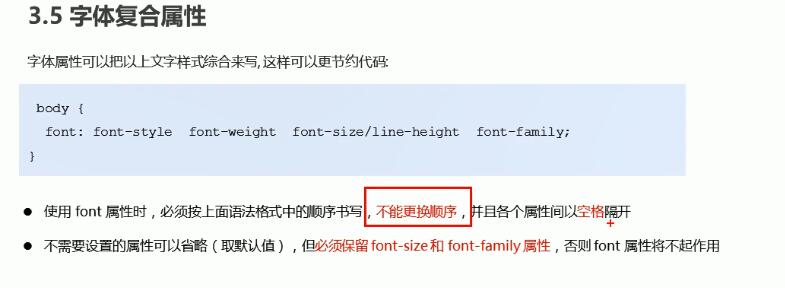 3.5 字体复合属性
字体属性可以把以上文字样式综合来写, 这样可以更节约代码:
body {
font: font-style font-weight font-size/line-height font-family;
}
● 使用 font 属性时，必须按上面语法格式中的顺序书写，不能更换顺序，并且各个属性间以空格隔开
● 不需要设置的属性可以省略（取默认值），但必须保留 font-size 和 font-family 属性，否则 font 属性将不起作用